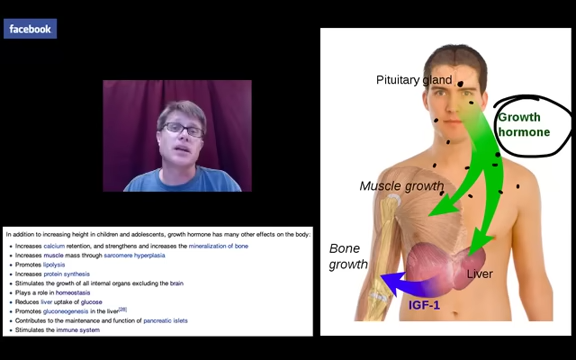 facebook
Pituitary gland
Growth
hormone
Muscle growth
Bone
growth
Liver
IGF-1
In addition to increasing height in children and adolescents, growth hormone has many other effects on the body:
Increases calcium retention, and strengthens and increases the mineralization of bone
Increases muscle mass through sarcomere hyperplasia
Promotes lipolysis
Increases protein synthesis
Stimulates the growth of all internal organs excluding the brain
Plays a role in homeostasis
Reduces liver uptake of glucose
Promotes gluconeogenesis in the liver[28]
Contributes to the maintenance and function of pancreatic islets
Stimulates the immune system